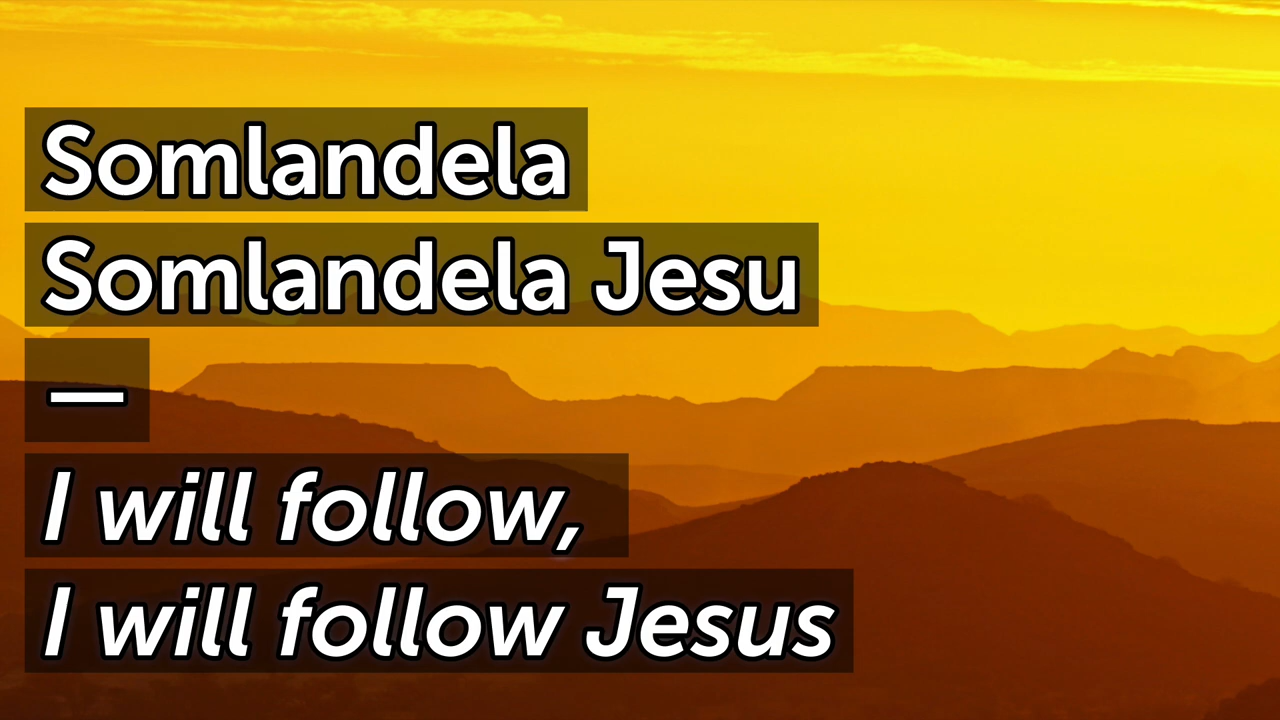 Somlandela
Somlandela Jesu
—
I will follow,
I will follow Jesus